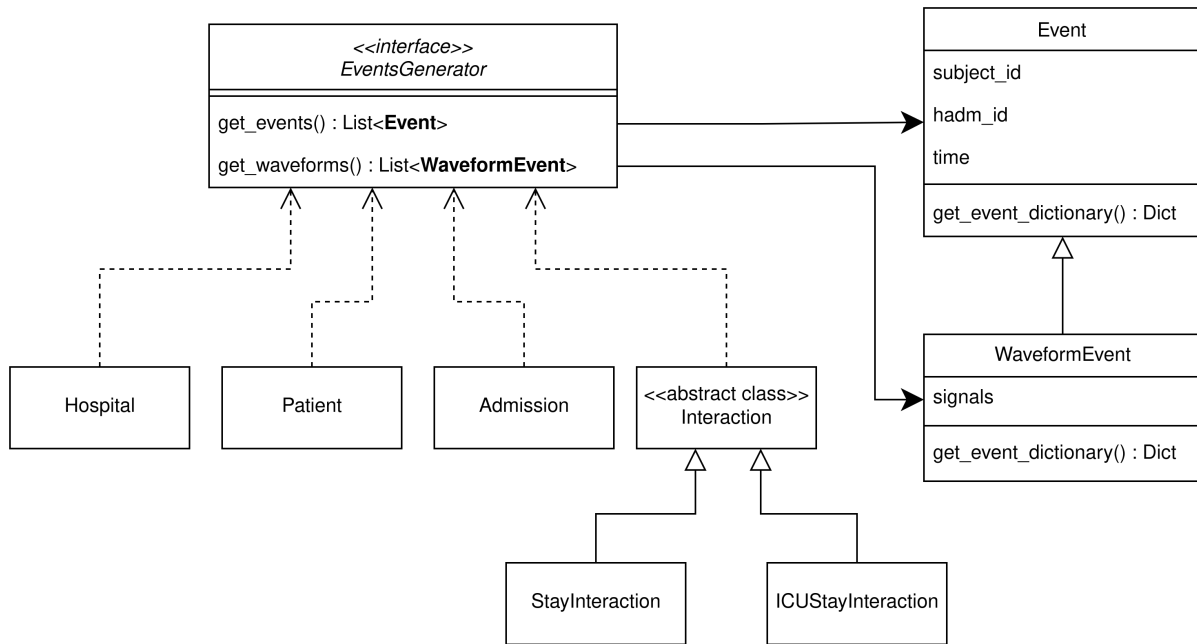 <<interface>>
EventsGenerator
get_events() : List<Event>
get_waveforms() : List<WaveformEvent>
Event
subject_id
hadm_id
time
get_event_dictionary() : Dict
WaveformEvent
signals
get_event_dictionary() : Dict
Hospital
Patient
Admission
<<abstract class>>
Interaction
StayInteraction
ICUStayInteraction